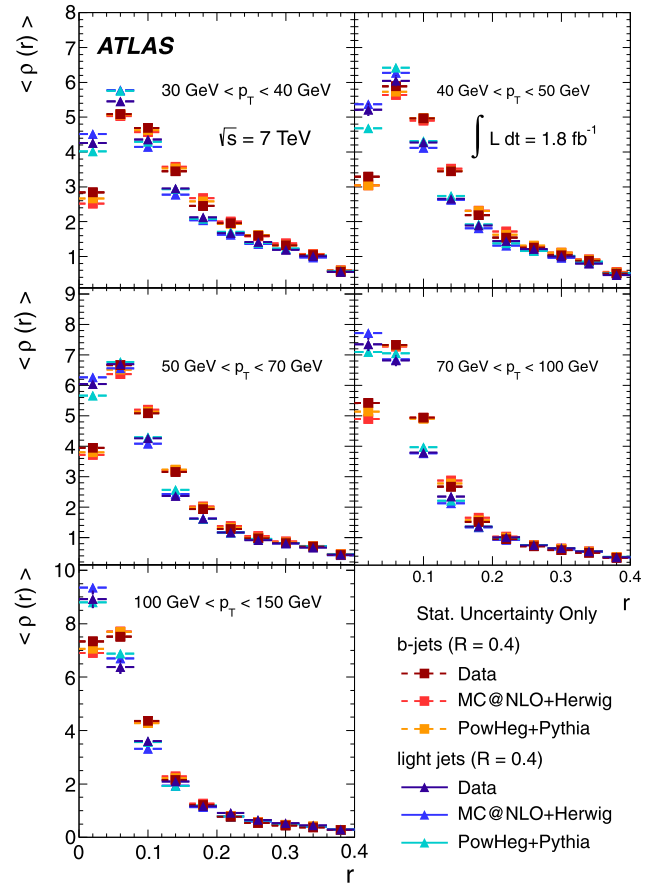 ATLAS
30 GeV < p_T < 40 GeV
√s = 7 TeV
< ρ (r) >
8
7
6
5
4
3
2
1
40 GeV < p_T < 50 GeV
∫ L dt = 1.8 fb⁻¹
50 GeV < p_T < 70 GeV
< ρ (r) >
9
8
7
6
5
4
3
2
1
70 GeV < p_T < 100 GeV
0.1 0.2 0.3 0.4
r
100 GeV < p_T < 150 GeV
< ρ (r) >
10
8
6
4
2
0
0 0.1 0.2 0.3 0.4
r
Stat. Uncertainty Only
b-jets (R = 0.4)
Data
MC@NLO+Herwig
PowHeg+Pythia
light jets (R = 0.4)
Data
MC@NLO+Herwig
PowHeg+Pythia